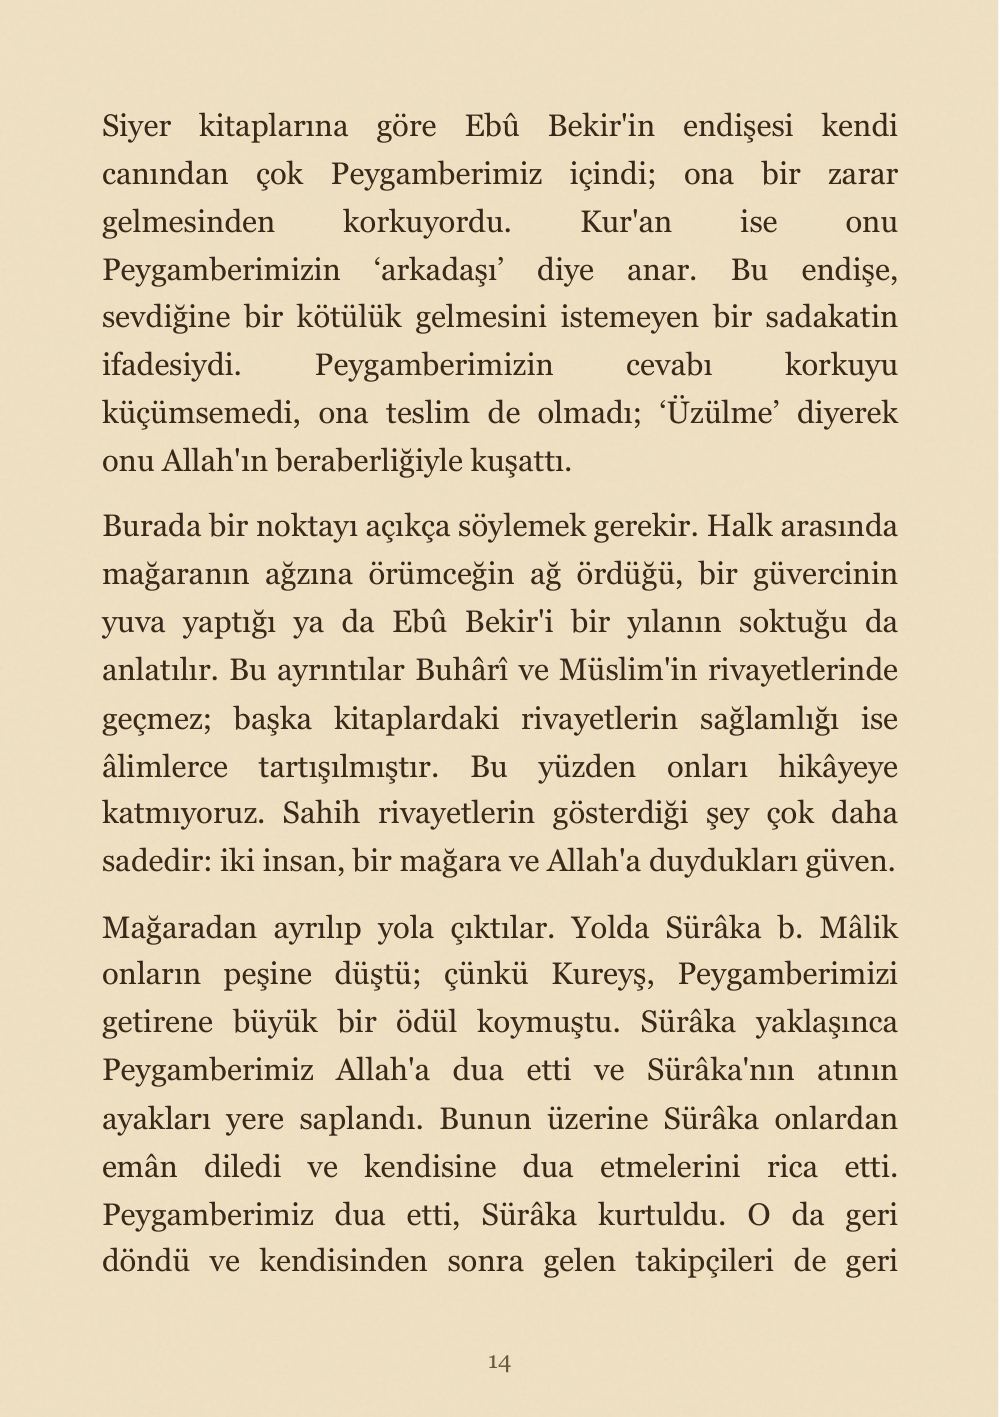 Siyer kitaplarına göre Ebû Bekir'in endişesi kendi
canından çok Peygamberimiz içindi; ona bir zarar
gelmesinden korkuyordu. Kur'an ise onu
Peygamberimizin ‘arkadaşı’ diye anar. Bu endişe,
sevdiğine bir kötülük gelmesini istemeyen bir sadakatin
ifadesiydi. Peygamberimizin cevabı korkuyu
küçümsemedi, ona teslim de olmadı; ‘Üzülme’ diyerek
onu Allah'ın beraberliğiyle kuşattı.
Burada bir noktayı açıkça söylemek gerekir. Halk arasında
mağaranın ağzına örümceğin ağ ördüğü, bir güvercinin
yuva yaptığı ya da Ebû Bekir'i bir yılanın soktuğu da
anlatılır. Bu ayrıntılar Buhârî ve Müslim'in rivayetlerinde
geçmez; başka kitaplardaki rivayetlerin sağlamlığı ise
âlimlerce tartışılmıştır. Bu yüzden onları hikâyeye
katmıyoruz. Sahih rivayetlerin gösterdiği şey çok daha
sadedir: iki insan, bir mağara ve Allah'a duydukları güven.
Mağaradan ayrılıp yola çıktılar. Yolda Sürâka b. Mâlik
onların peşine düştü; çünkü Kureyş, Peygamberimizi
getirene büyük bir ödül koymuştu. Sürâka yaklaşınca
Peygamberimiz Allah'a dua etti ve Sürâka'nın atının
ayakları yere saplandı. Bunun üzerine Sürâka onlardan
emân diledi ve kendisine dua etmelerini rica etti.
Peygamberimiz dua etti, Sürâka kurtuldu. O da geri
döndü ve kendisinden sonra gelen takipçileri de geri
14